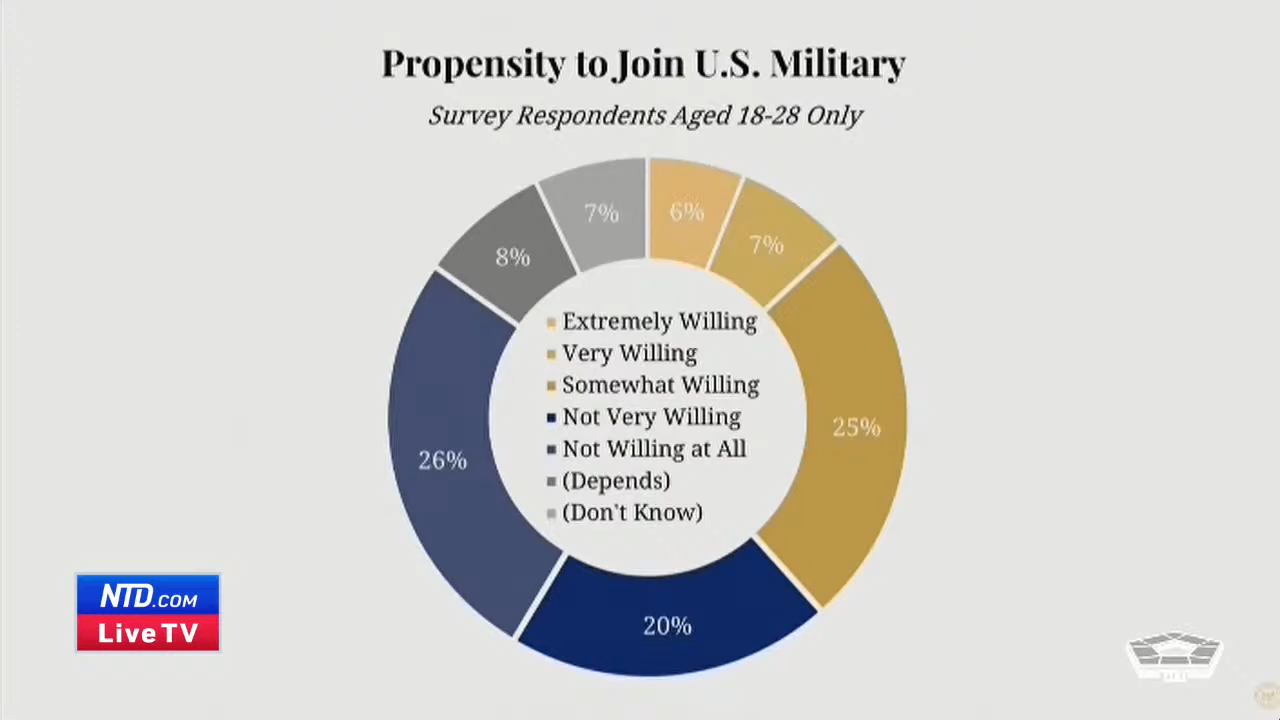 Propensity to Join U.S. Military
Survey Respondents Aged 18-28 Only
7%
6%
8%
7%
Extremely Willing
Very Willing
Somewhat Willing
Not Very Willing
Not Willing at All
(Depends)
(Don't Know)
25%
26%
20%
NTD.COM
Live TV